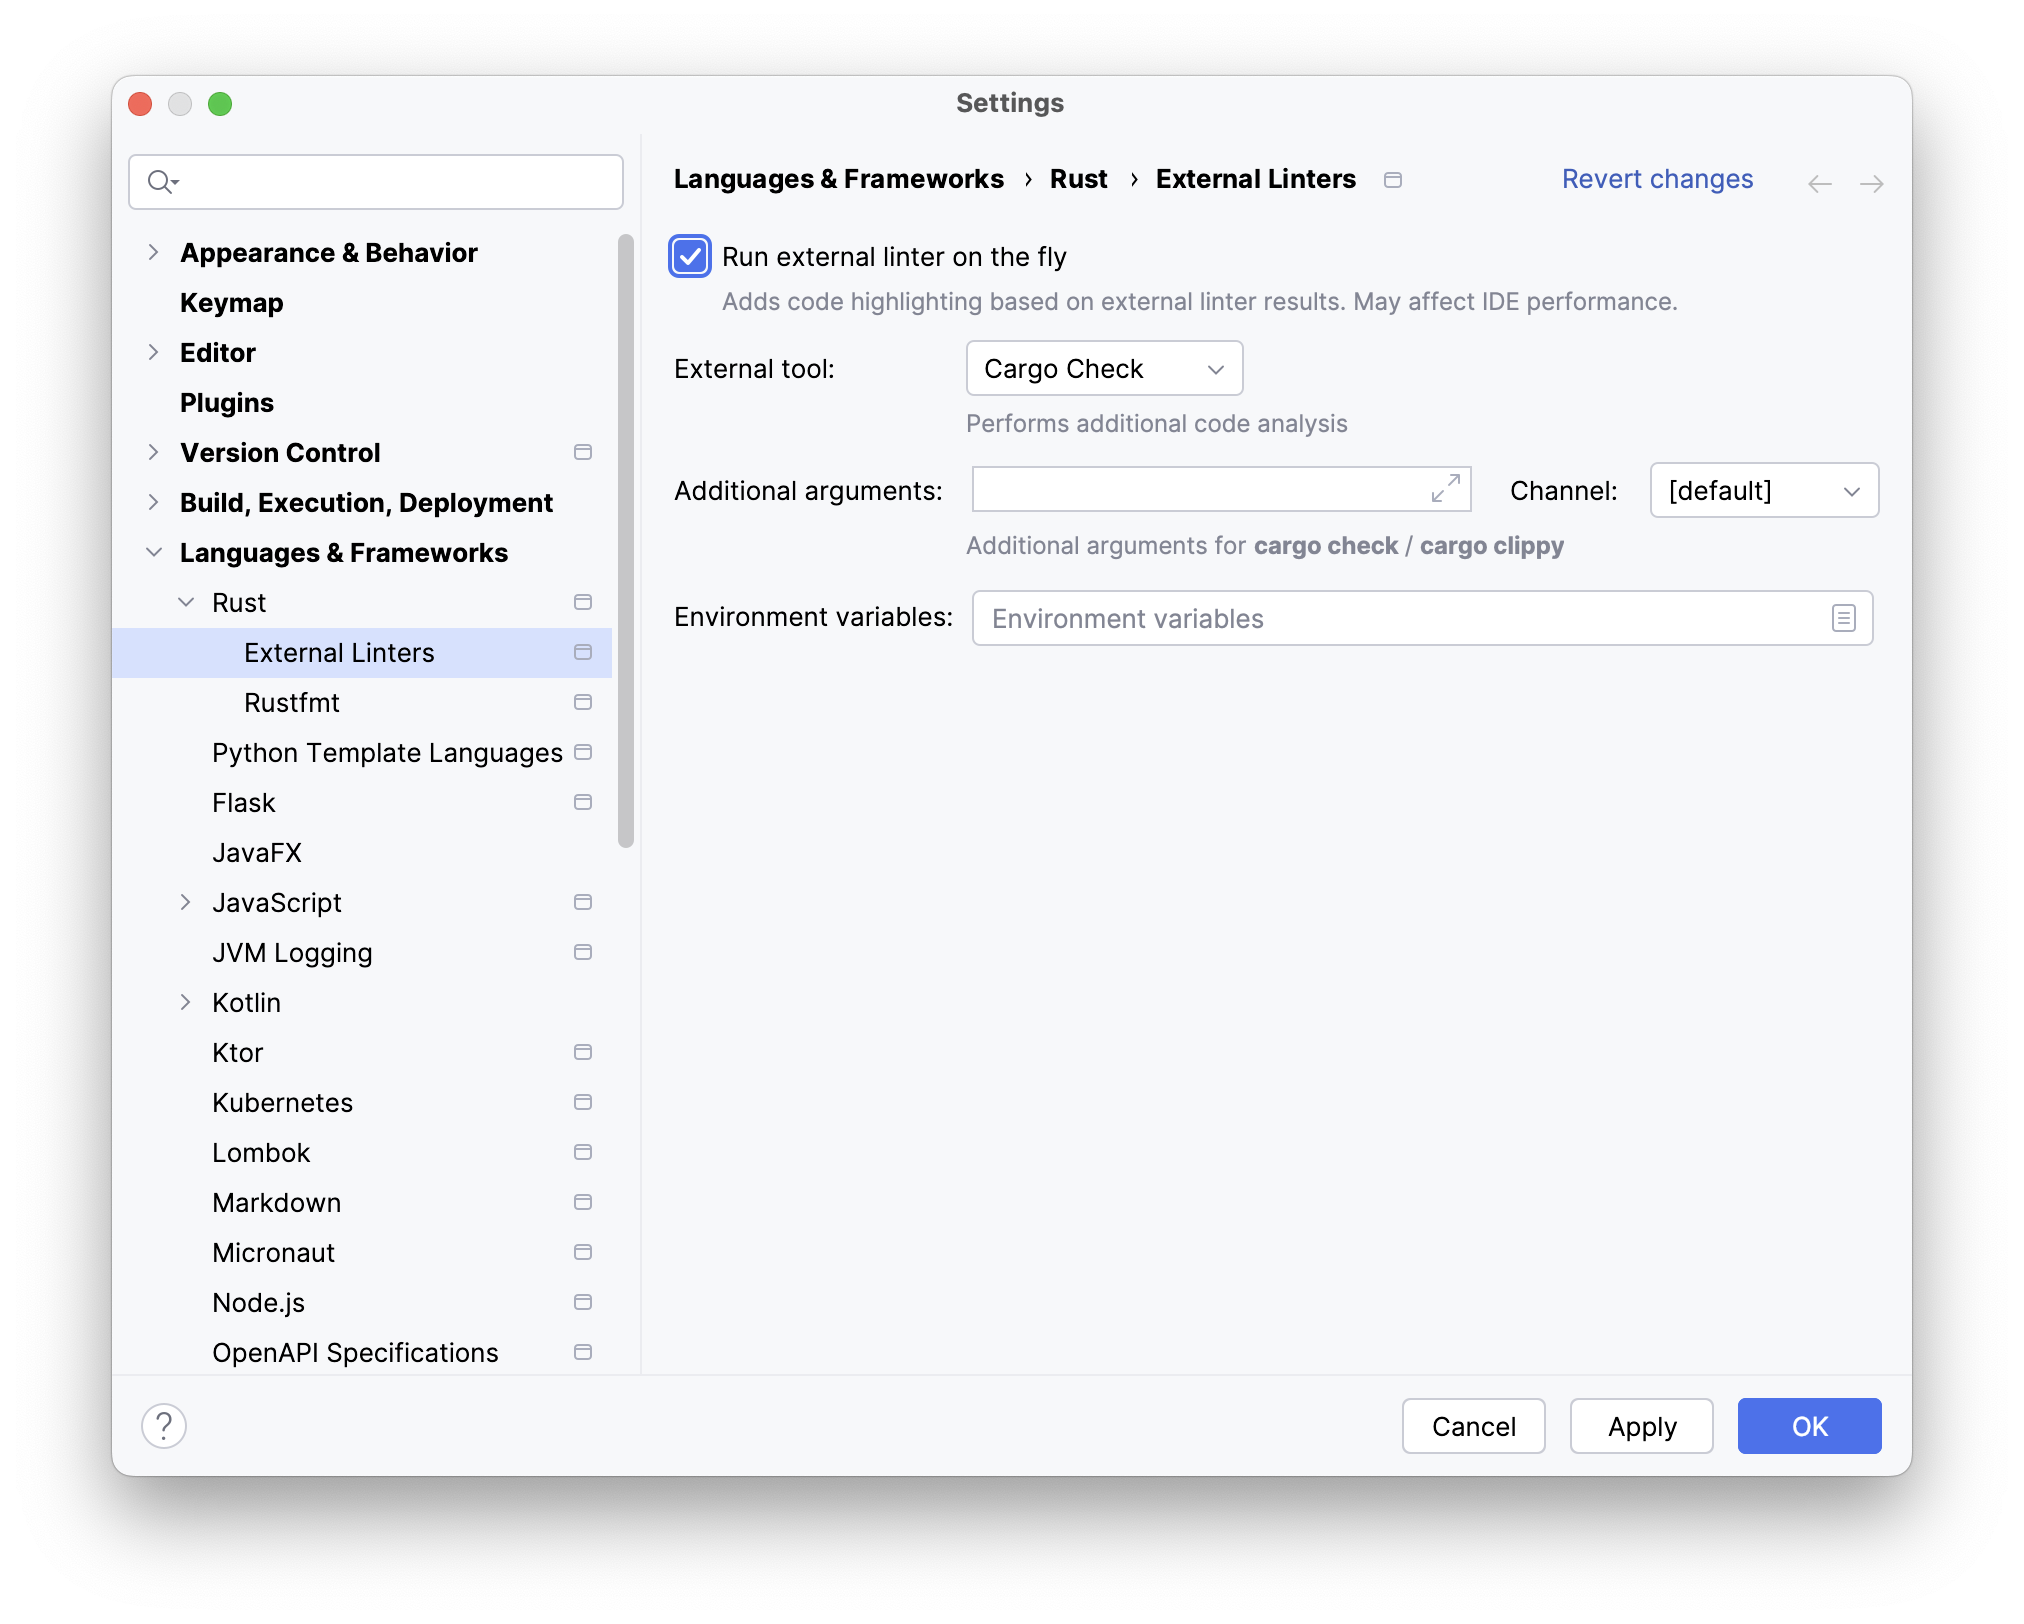 Settings
Appearance & Behavior
Keymap
Editor
Plugins
Version Control
Build, Execution, Deployment
Languages & Frameworks
Rust
External Linters
Rustfmt
Python Template Languages
Flask
JavaFX
JavaScript
JVM Logging
Kotlin
Ktor
Kubernetes
Lombok
Markdown
Micronaut
Node.js
OpenAPI Specifications
Languages & Frameworks › Rust › External Linters
Revert changes
Run external linter on the fly
Adds code highlighting based on external linter results. May affect IDE performance.
External tool: Cargo Check
Performs additional code analysis
Additional arguments: Channel: [default]
Additional arguments for cargo check / cargo clippy
Environment variables: Environment variables
? Cancel Apply OK